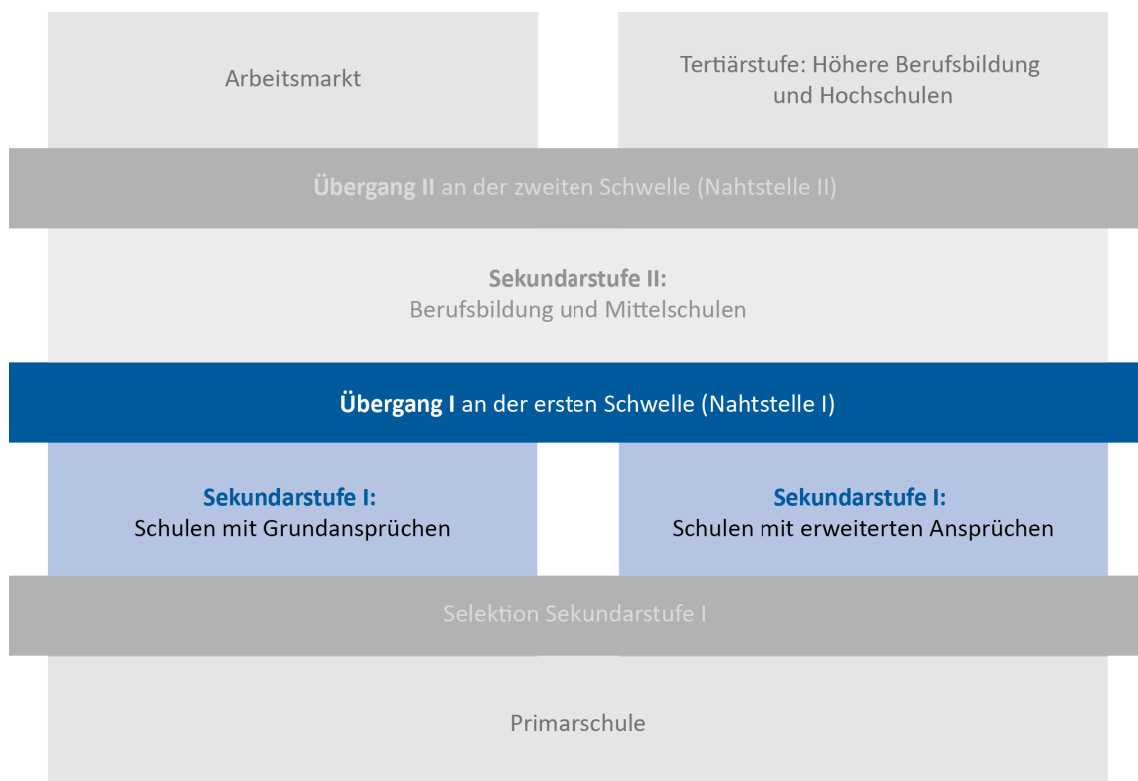 Arbeitsmarkt
Tertiärstufe: Höhere Berufsbildung
und Hochschulen
Übergang II an der zweiten Schwelle (Nahtstelle II)
Sekundarstufe II:
Berufsbildung und Mittelschulen
Übergang I an der ersten Schwelle (Nahtstelle I)
Sekundarstufe I:
Schulen mit Grundansprüchen
Sekundarstufe I:
Schulen mit erweiterten Ansprüchen
Selektion Sekundarstufe I
Primarschule